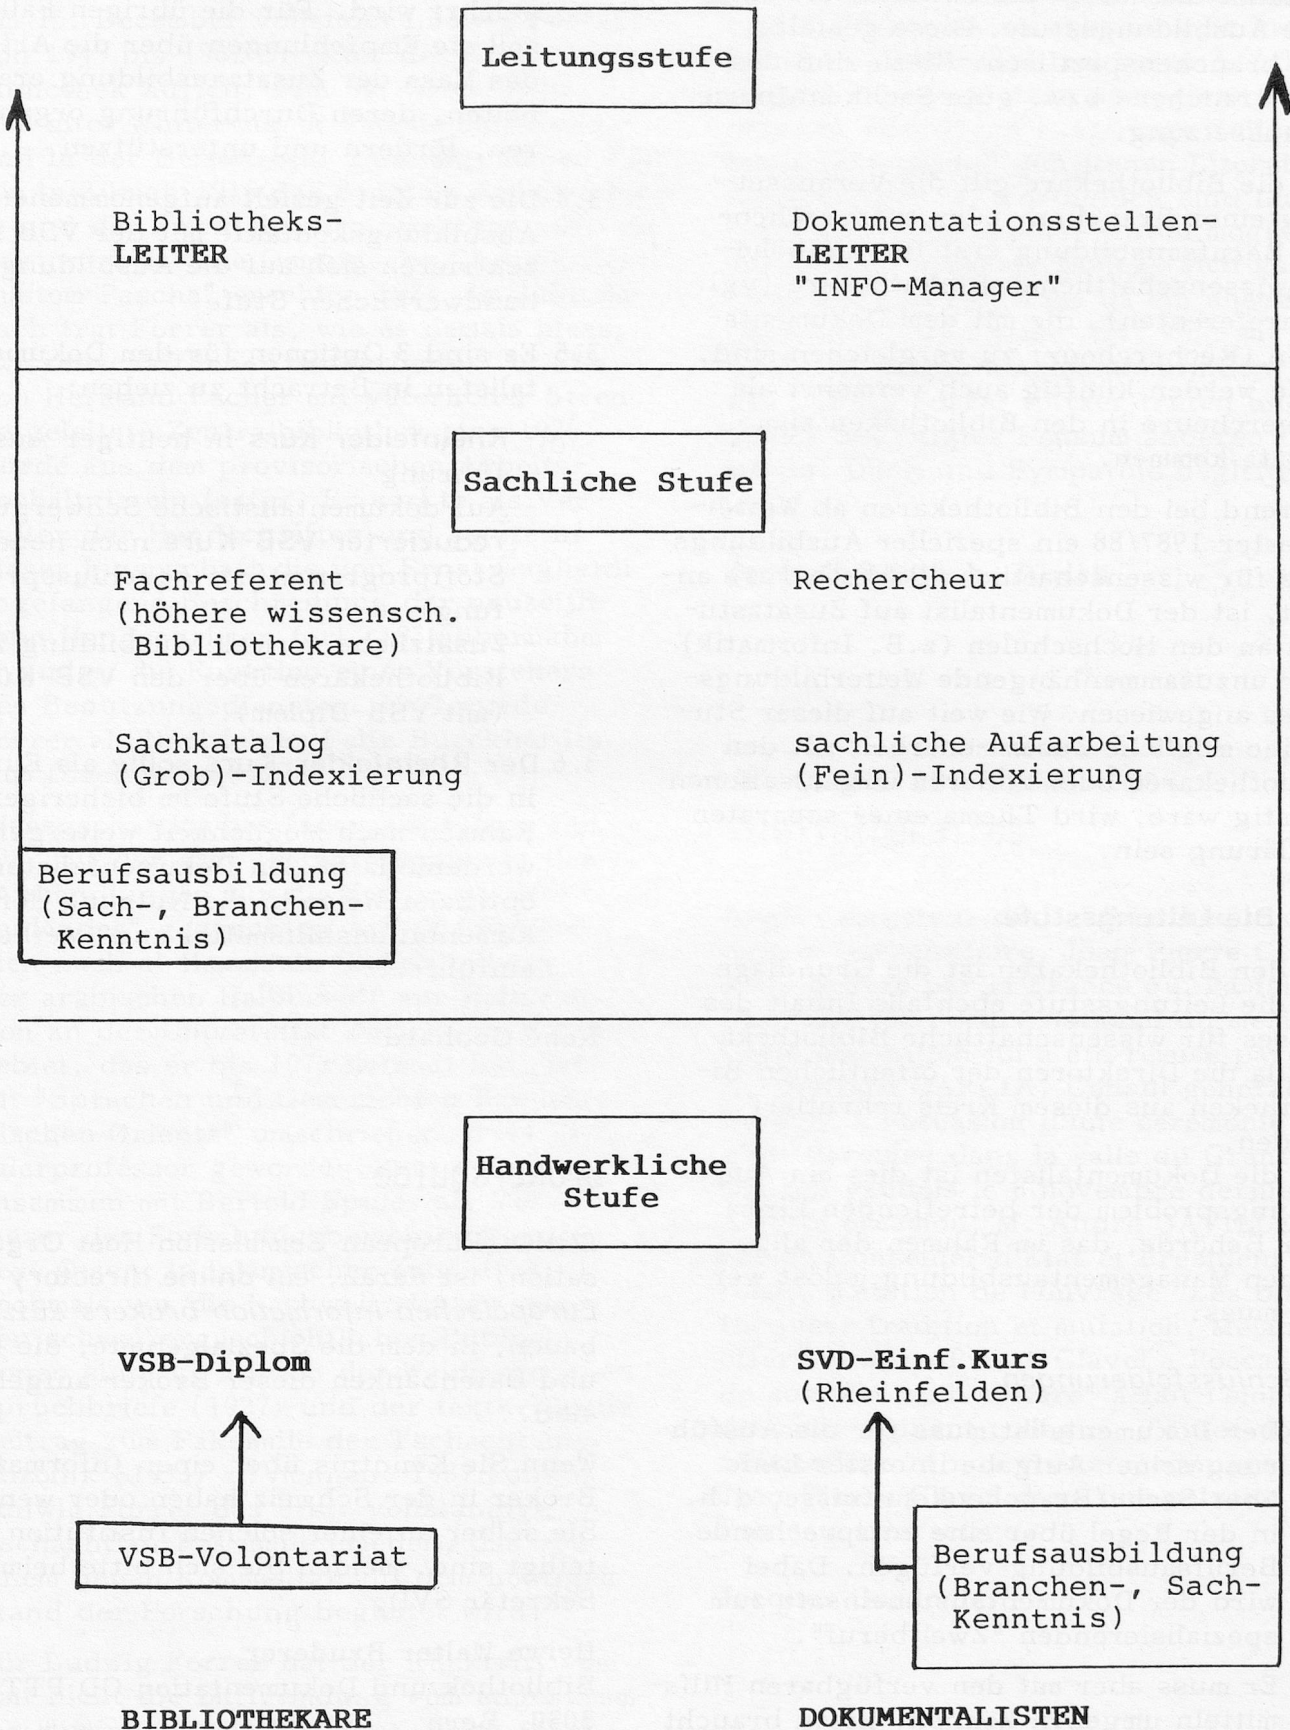 Leitungsstufe
Bibliotheks-
LEITER
Dokumentationsstellen-
LEITER
"INFO-Manager"
Sachliche Stufe
Fachreferent
(höhere wissensch.
Bibliothekare)
Rechercheur
Sachkatalog
(Grob)-Indexierung
sachliche Aufarbeitung
(Fein)-Indexierung
Berufsausbildung
(Sach-, Branchen-
Kenntnis)
Handwerkliche
Stufe
VSB-Diplom
SVD-Einf.Kurs
(Rheinfelden)
VSB-Volontariat
Berufsausbildung
(Branchen-, Sach-
Kenntnis)
BIBLIOTHEKARE
DOKUMENTALISTEN